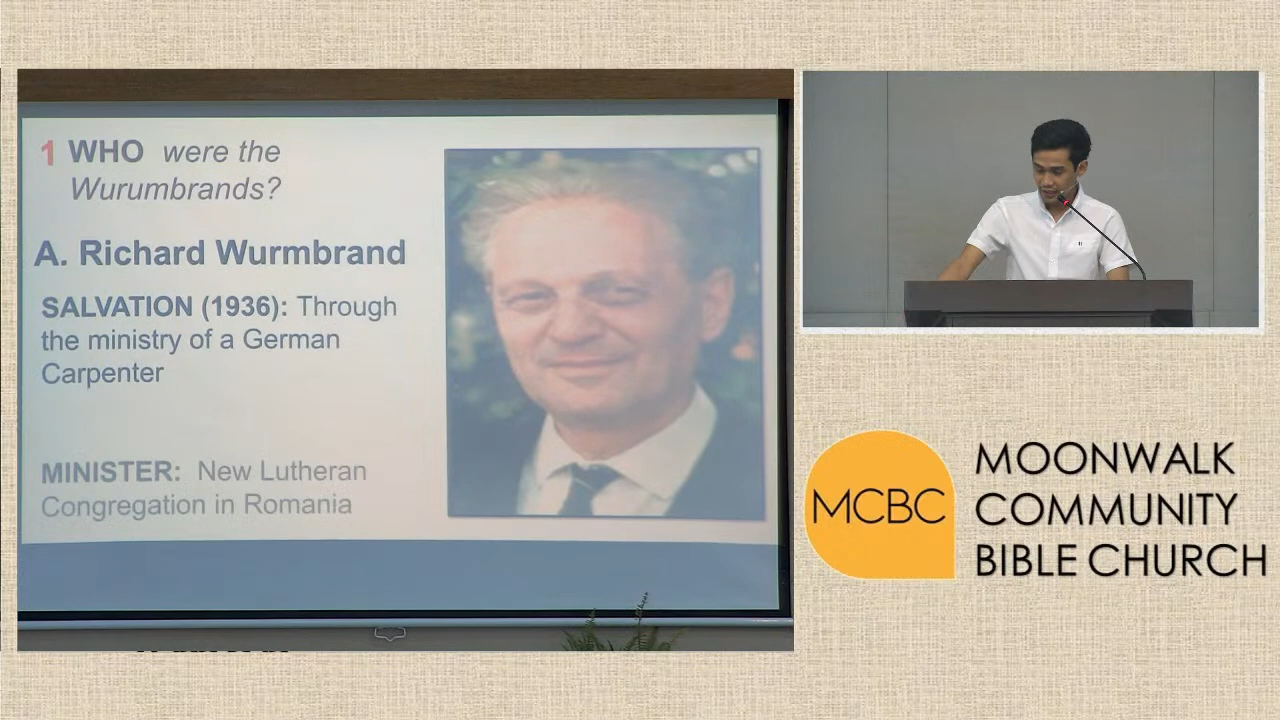 1 WHO were the
Wurumbrands?
A. Richard Wurmbrand
SALVATION (1936): Through
the ministry of a German
Carpenter
MINISTER: New Lutheran
Congregation in Romania
MCBC
MOONWALK
COMMUNITY
BIBLE CHURCH